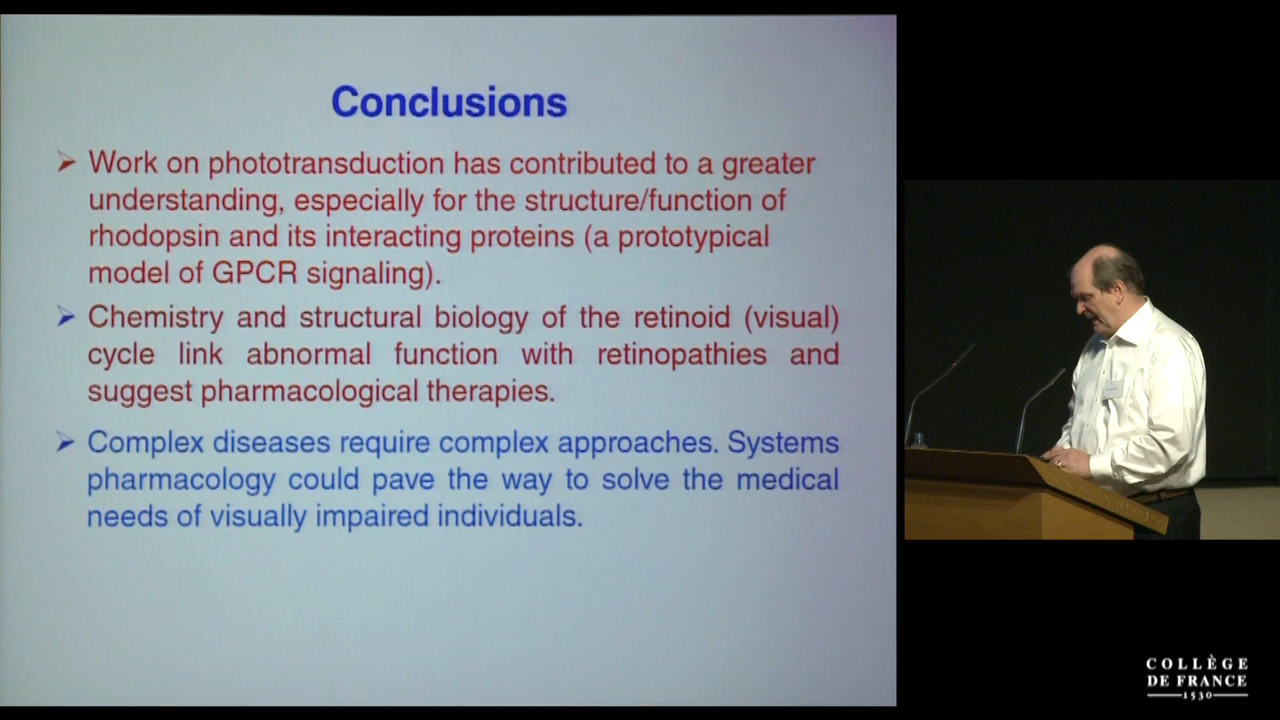 Conclusions
Work on phototransduction has contributed to a greater
understanding, especially for the structure/function of
rhodopsin and its interacting proteins (a prototypical
model of GPCR signaling).
Chemistry and structural biology of the retinoid (visual)
cycle link abnormal function with retinopathies and
suggest pharmacological therapies.
Complex diseases require complex approaches. Systems
pharmacology could pave the way to solve the medical
needs of visually impaired individuals.
COLLÈGE
DE FRANCE
1530